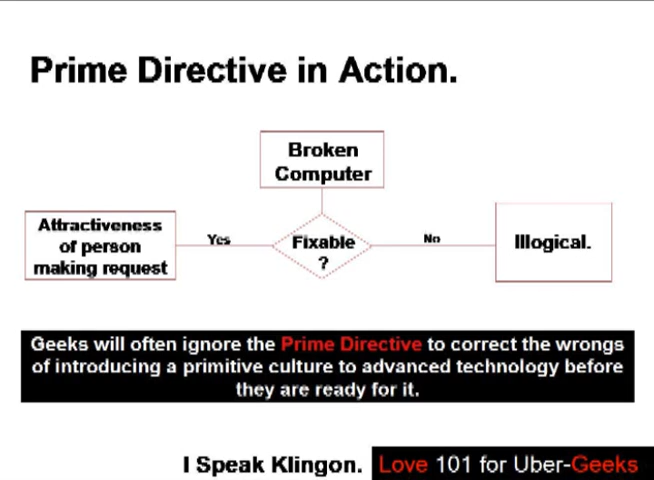 Prime Directive in Action.
Broken
Computer
Attractiveness
of person
making request
Yes
Fixable
?
No
Illogical.
Geeks will often ignore the Prime Directive to correct the wrongs
of introducing a primitive culture to advanced technology before
they are ready for it.
I Speak Klingon. Love 101 for Uber-Geeks